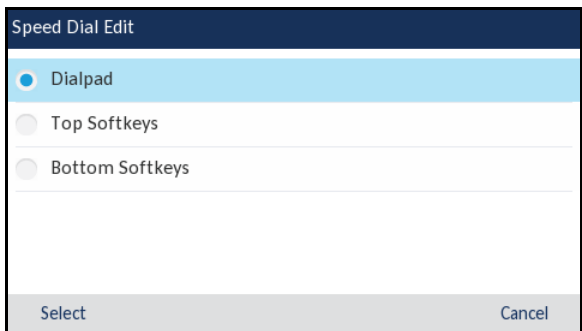 Speed Dial Edit
Dialpad
Top Softkeys
Bottom Softkeys
Select Cancel